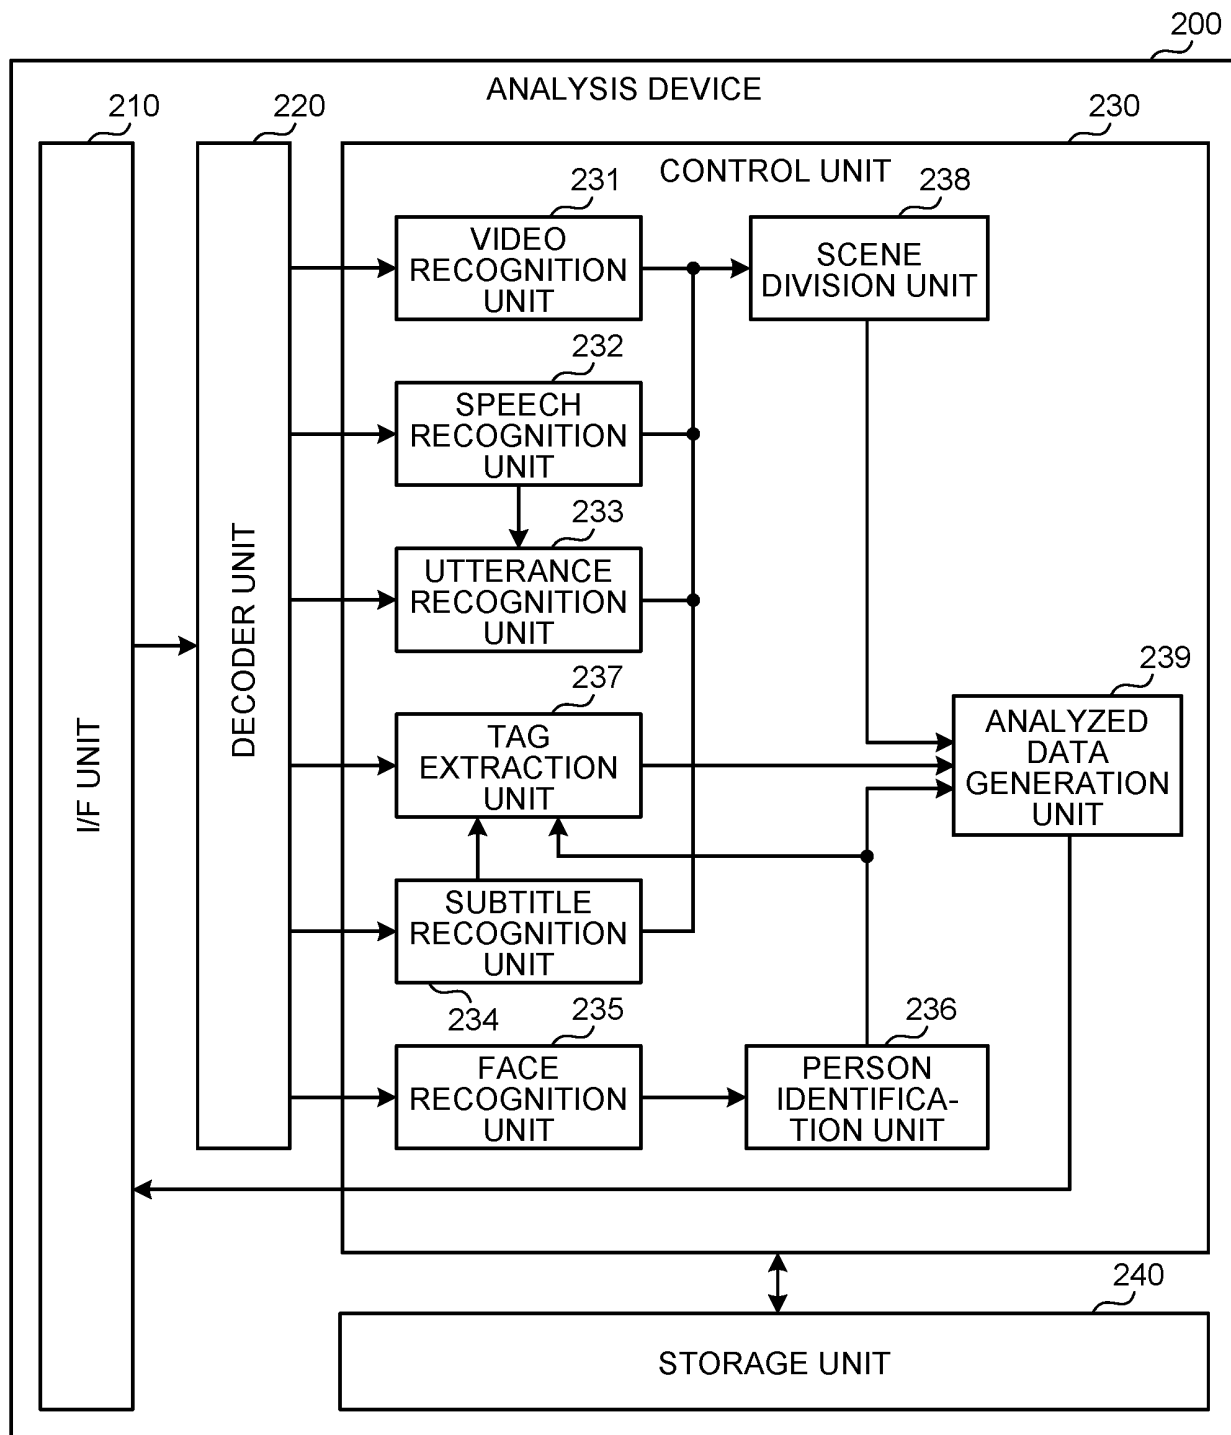 200
ANALYSIS DEVICE
210
220
230
CONTROL UNIT
231
VIDEO
RECOGNITION
UNIT
238
SCENE
DIVISION UNIT
232
SPEECH
RECOGNITION
UNIT
233
UTTERANCE
RECOGNITION
UNIT
237
TAG
EXTRACTION
UNIT
239
ANALYZED
DATA
GENERATION
UNIT
SUBTITLE
RECOGNITION
UNIT
234
235
FACE
RECOGNITION
UNIT
236
PERSON
IDENTIFICA-
TION UNIT
I/F UNIT
DECODER UNIT
240
STORAGE UNIT